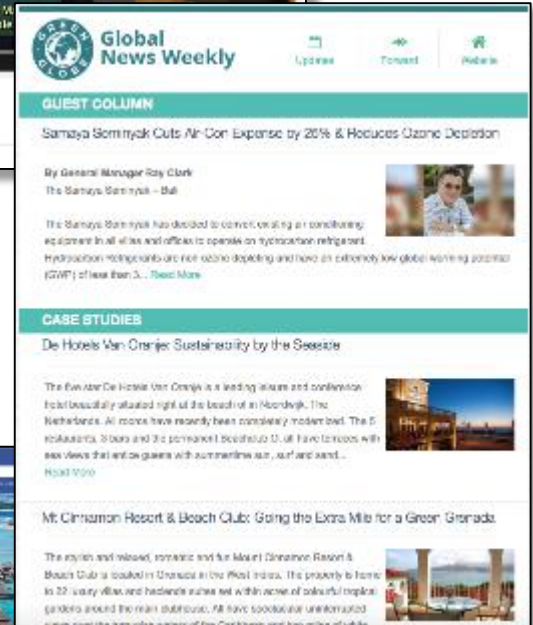 GREEN GLOBE
Global
News Weekly
Updates
Forward
Website
GUEST COLUMN
Samaya Seminyak Cuts Air-Con Expense by 26% & Reduces Ozone Depletion
By General Manager Ray Clark
The Samaya Seminyak – Bali
The Samaya Seminyak has decided to convert existing air conditioning
equipment in all villas and offices to operate on hydrocarbon refrigerant.
Hydrocarbon Refrigerants are non ozone depleting and have an extremely low global warming potential
(GWP) of less than 3... Read More
CASE STUDIES
De Hotels Van Oranje: Sustainability by the Seaside
The five star De Hotels Van Oranje is a leading leisure and conference
hotel beautifully situated right at the beach of in Noordwijk, The
Netherlands. All rooms have recently been completely modernized. The 5
restaurants, 3 bars and the permanent Beachclub O. all have terraces with
sea views that entice guests with summertime sun, surf and sand...
Read More
Mt Cinnamon Resort & Beach Club: Going the Extra Mile for a Green Grenada
The stylish and relaxed, romantic and fun Mount Cinnamon Resort &
Beach Club is located in Grenada in the West Indies. The property is home
to 22 luxury villas and hacienda suites set within acres of colourful tropical
gardens around the main clubhouse. All have spectacular uninterrupted